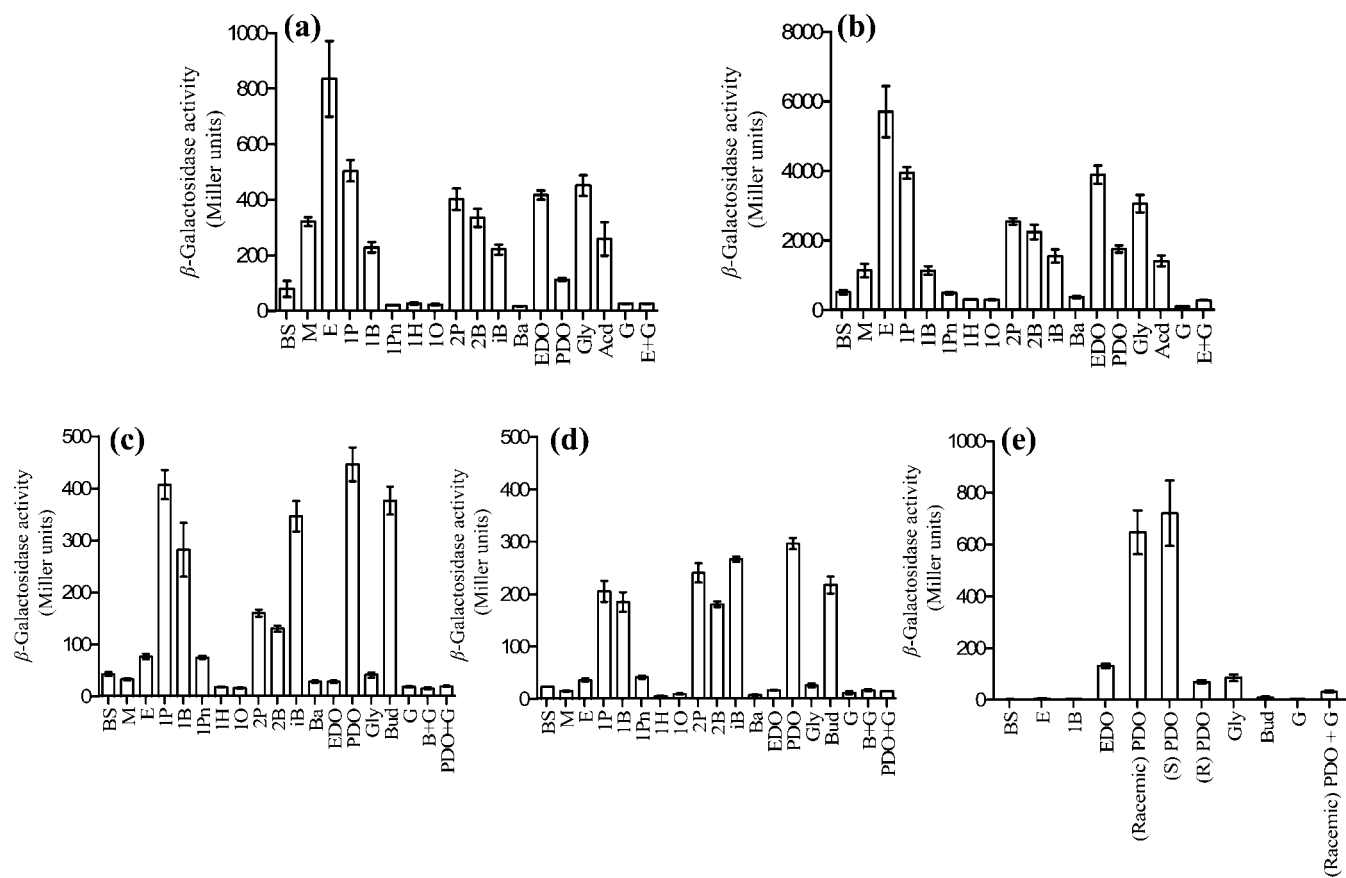 (a)
β-Galactosidase activity
(Miller units)
1000
800
600
400
200
0
BS M E 1P 1B 1Pn 1H 1O 2P 2B iB Ba EDO PDO Gly Acd G E+G
(b)
β-Galactosidase activity
(Miller units)
8000
6000
4000
2000
0
BS M E 1P 1B 1Pn 1H 1O 2P 2B iB Ba EDO PDO Gly Acd G E+G
(c)
β-Galactosidase activity
(Miller units)
500
400
300
200
100
0
BS M E 1P 1B 1Pn 1H 1O 2P 2B iB Ba EDO PDO Gly Bud G B+G PDO+G
(d)
β-Galactosidase activity
(Miller units)
500
400
300
200
100
0
BS M E 1P 1B 1Pn 1H 1O 2P 2B iB Ba EDO PDO Gly Bud G B+G PDO+G
(e)
β-Galactosidase activity
(Miller units)
1000
800
600
400
200
0
BS E 1B EDO (Racemic) PDO (S) PDO (R) PDO Gly Bud G (Racemic) PDO + G